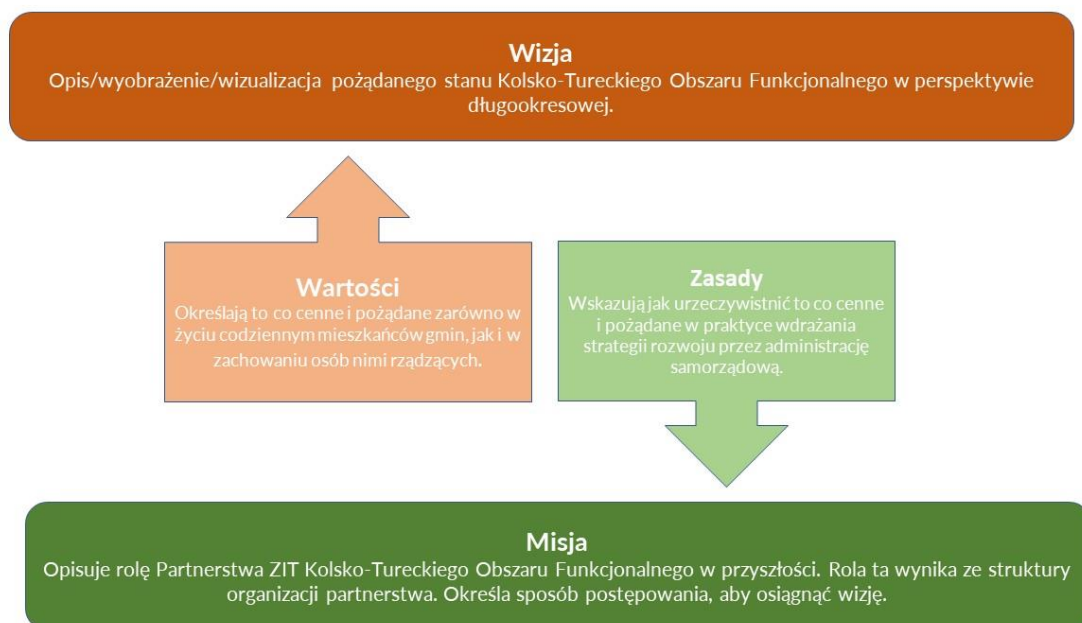 Wizja
Opis/wyobrażenie/wizualizacja pożądanego stanu Kolsko-Tureckiego Obszaru Funkcjonalnego w perspektywie
długookresowej.
Wartości
Określają to co cenne i pożądane zarówno w
życiu codziennym mieszkańców gmin, jak i w
zachowaniu osób nimi rządzących.
Zasady
Wskazują jak urzeczywistnić to co cenne
i pożądane w praktyce wdrażania
strategii rozwoju przez administrację
samorządową.
Misja
Opisuje rolę Partnerstwa ZIT Kolsko-Tureckiego Obszaru Funkcjonalnego w przyszłości. Rola ta wynika ze struktury
organizacji partnerstwa. Określa sposób postępowania, aby osiągnąć wizję.